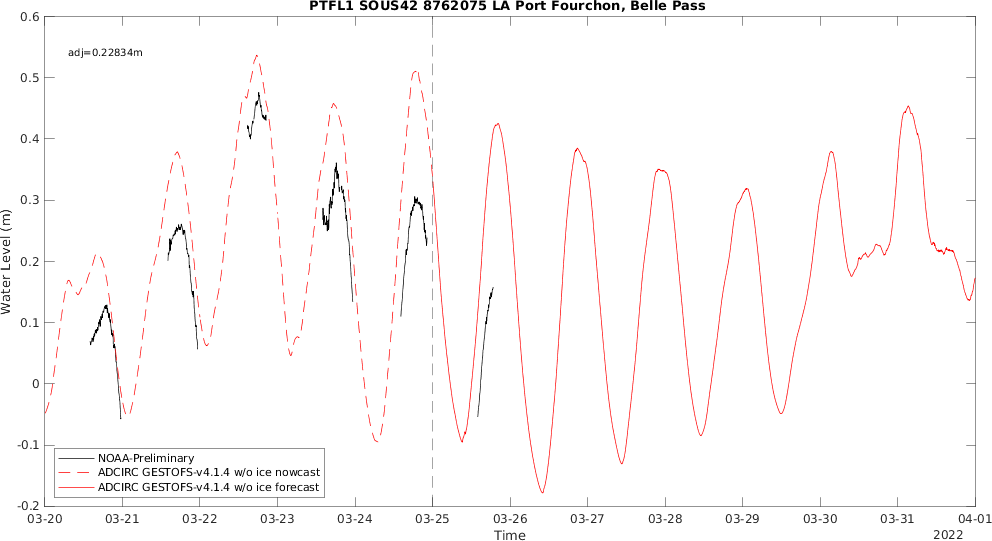 PTFL1 SOUS42 8762075 LA Port Fourchon, Belle Pass
adj=0.22834m
Water Level (m)
0.6
0.5
0.4
0.3
0.2
0.1
0
-0.1
-0.2
NOAA-Preliminary
ADCIRC GESTOFS-v4.1.4 w/o ice nowcast
ADCIRC GESTOFS-v4.1.4 w/o ice forecast
03-20 03-21 03-22 03-23 03-24 03-25 03-26 03-27 03-28 03-29 03-30 03-31 04-01
Time
2022